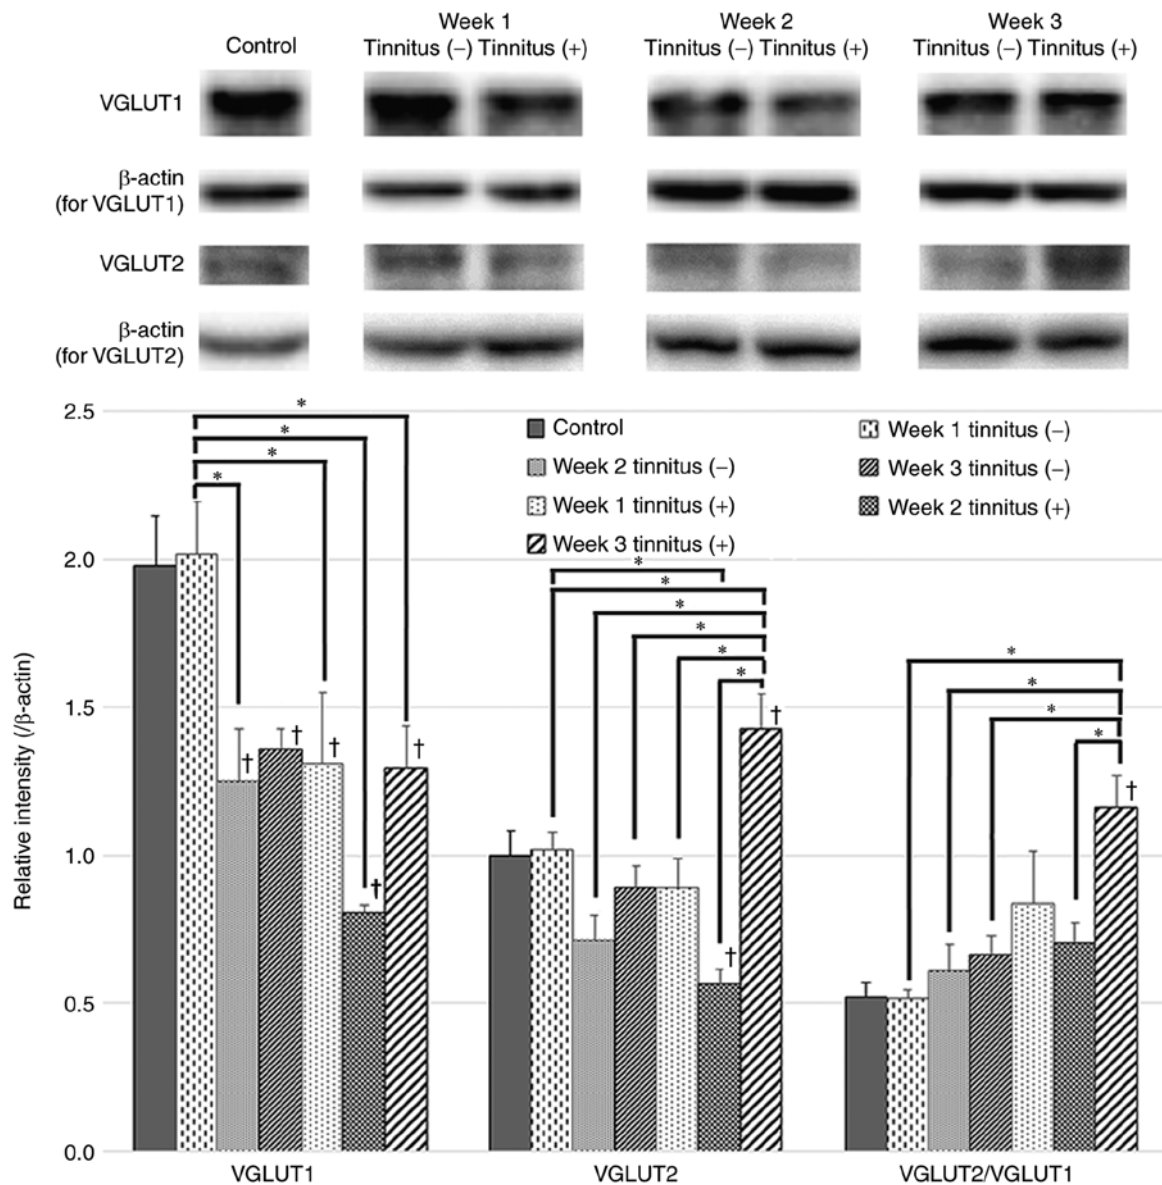 Week 1
Week 2
Week 3
Control
Tinnitus (−) Tinnitus (+)
Tinnitus (−) Tinnitus (+)
Tinnitus (−) Tinnitus (+)
VGLUT1
β-actin
(for VGLUT1)
VGLUT2
β-actin
(for VGLUT2)
Relative intensity (/β-actin)
2.5
2.0
1.5
1.0
0.5
0.0
Control
Week 1 tinnitus (−)
Week 2 tinnitus (−)
Week 3 tinnitus (−)
Week 1 tinnitus (+)
Week 2 tinnitus (+)
Week 3 tinnitus (+)
* * * *
† † † † †
* * * * * *
† †
* * * *
†
VGLUT1
VGLUT2
VGLUT2/VGLUT1